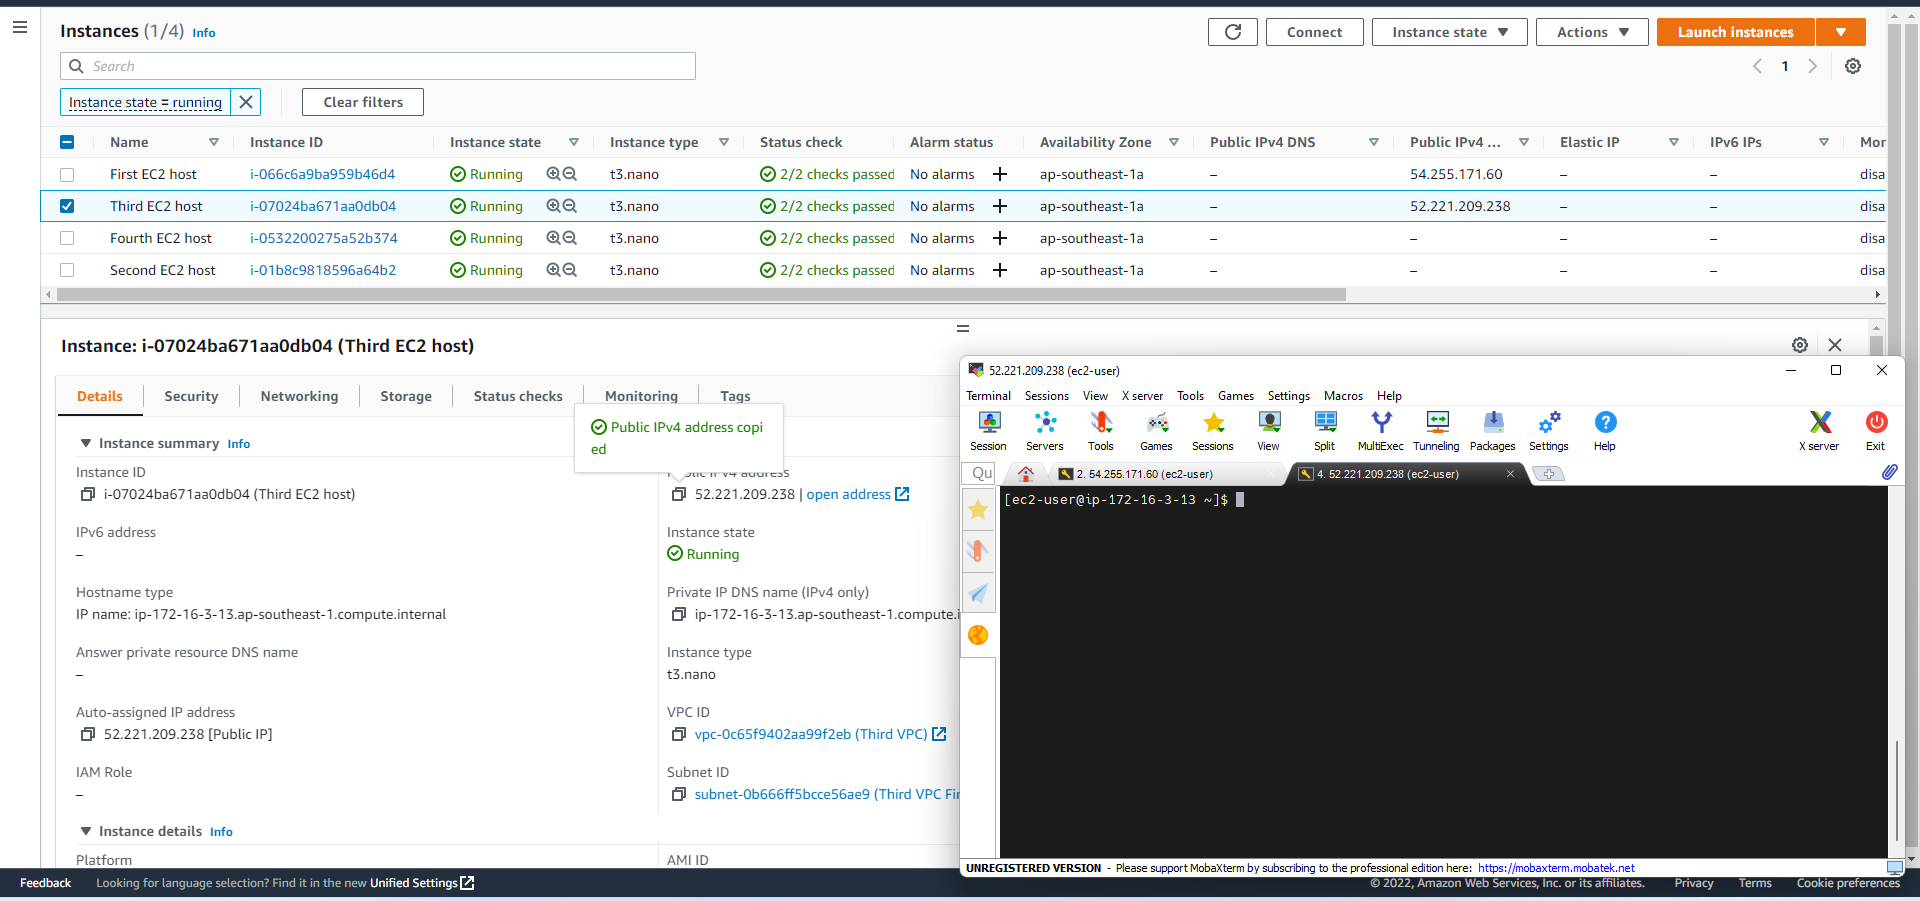 Instances (1/4) Info
Connect Instance state Actions Launch instances
Search
1
Instance state = running Clear filters
Name Instance ID Instance state Instance type Status check Alarm status Availability Zone Public IPv4 DNS Public IPv4 ... Elastic IP IPv6 IPs Mor
First EC2 host i-066c6a9ba959b46d4 Running t3.nano 2/2 checks passed No alarms + ap-southeast-1a – 54.255.171.60 – – disa
Third EC2 host i-07024ba671aa0db04 Running t3.nano 2/2 checks passed No alarms + ap-southeast-1a – 52.221.209.238 – – disa
Fourth EC2 host i-0532200275a52b374 Running t3.nano 2/2 checks passed No alarms + ap-southeast-1a – – – – disa
Second EC2 host i-01b8c9818596a64b2 Running t3.nano 2/2 checks passed No alarms + ap-southeast-1a – – – – disa
Instance: i-07024ba671aa0db04 (Third EC2 host)
Details Security Networking Storage Status checks Monitoring Tags
Public IPv4 address copi
ed
Instance summary Info
Instance ID
i-07024ba671aa0db04 (Third EC2 host)
Public IPv4 address
52.221.209.238 | open address
IPv6 address
–
Instance state
Running
Hostname type
IP name: ip-172-16-3-13.ap-southeast-1.compute.internal
Private IP DNS name (IPv4 only)
ip-172-16-3-13.ap-southeast-1.compute.i
Answer private resource DNS name
–
Instance type
t3.nano
Auto-assigned IP address
52.221.209.238 [Public IP]
VPC ID
vpc-0c65f9402aa99f2eb (Third VPC)
IAM Role
–
Subnet ID
subnet-0b666ff5bcce56ae9 (Third VPC Fir
Instance details Info
Platform
AMI ID
52.221.209.238 (ec2-user)
Terminal Sessions View X server Tools Games Settings Macros Help
Session Servers Tools Games Sessions View Split MultiExec Tunneling Packages Settings Help X server Exit
Qu 2. 54.255.171.60 (ec2-user) 4. 52.221.209.238 (ec2-user)
[ec2-user@ip-172-16-3-13 ~]$
UNREGISTERED VERSION - Please support MobaXterm by subscribing to the professional edition here: https://mobaxterm.mobatek.net
Feedback Looking for language selection? Find it in the new Unified Settings © 2022, Amazon Web Services, Inc. or its affiliates. Privacy Terms Cookie preferences